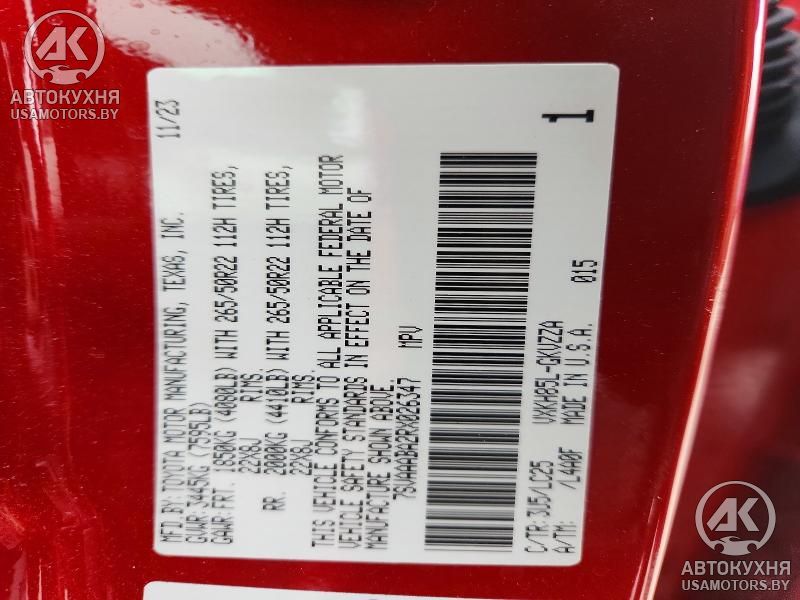 АВТОКУХНЯ
USAMOTORS.BY
MFD.BY:TOYOTA MOTOR MANUFACTURING, TEXAS, INC. 11/23
GVWR:3445KG (7595LB)
GAWR:FRT. 1850KG (4080LB) WITH 265/50R22 112H TIRES,
22X8J RIMS.
RR. 2000KG (4410LB) WITH 265/50R22 112H TIRES,
22X8J RIMS.
THIS VEHICLE CONFORMS TO ALL APPLICABLE FEDERAL MOTOR
VEHICLE SAFETY STANDARDS IN EFFECT ON THE DATE OF
MANUFACTURE SHOWN ABOVE.
7SVAAABA2RX026347 MPV
C/TR:3U5/LC25 VXKH85L-GKVZZA 015
A/TM: /L4A0F MADE IN U.S.A.
1
АВТОКУХНЯ
USAMOTORS.BY